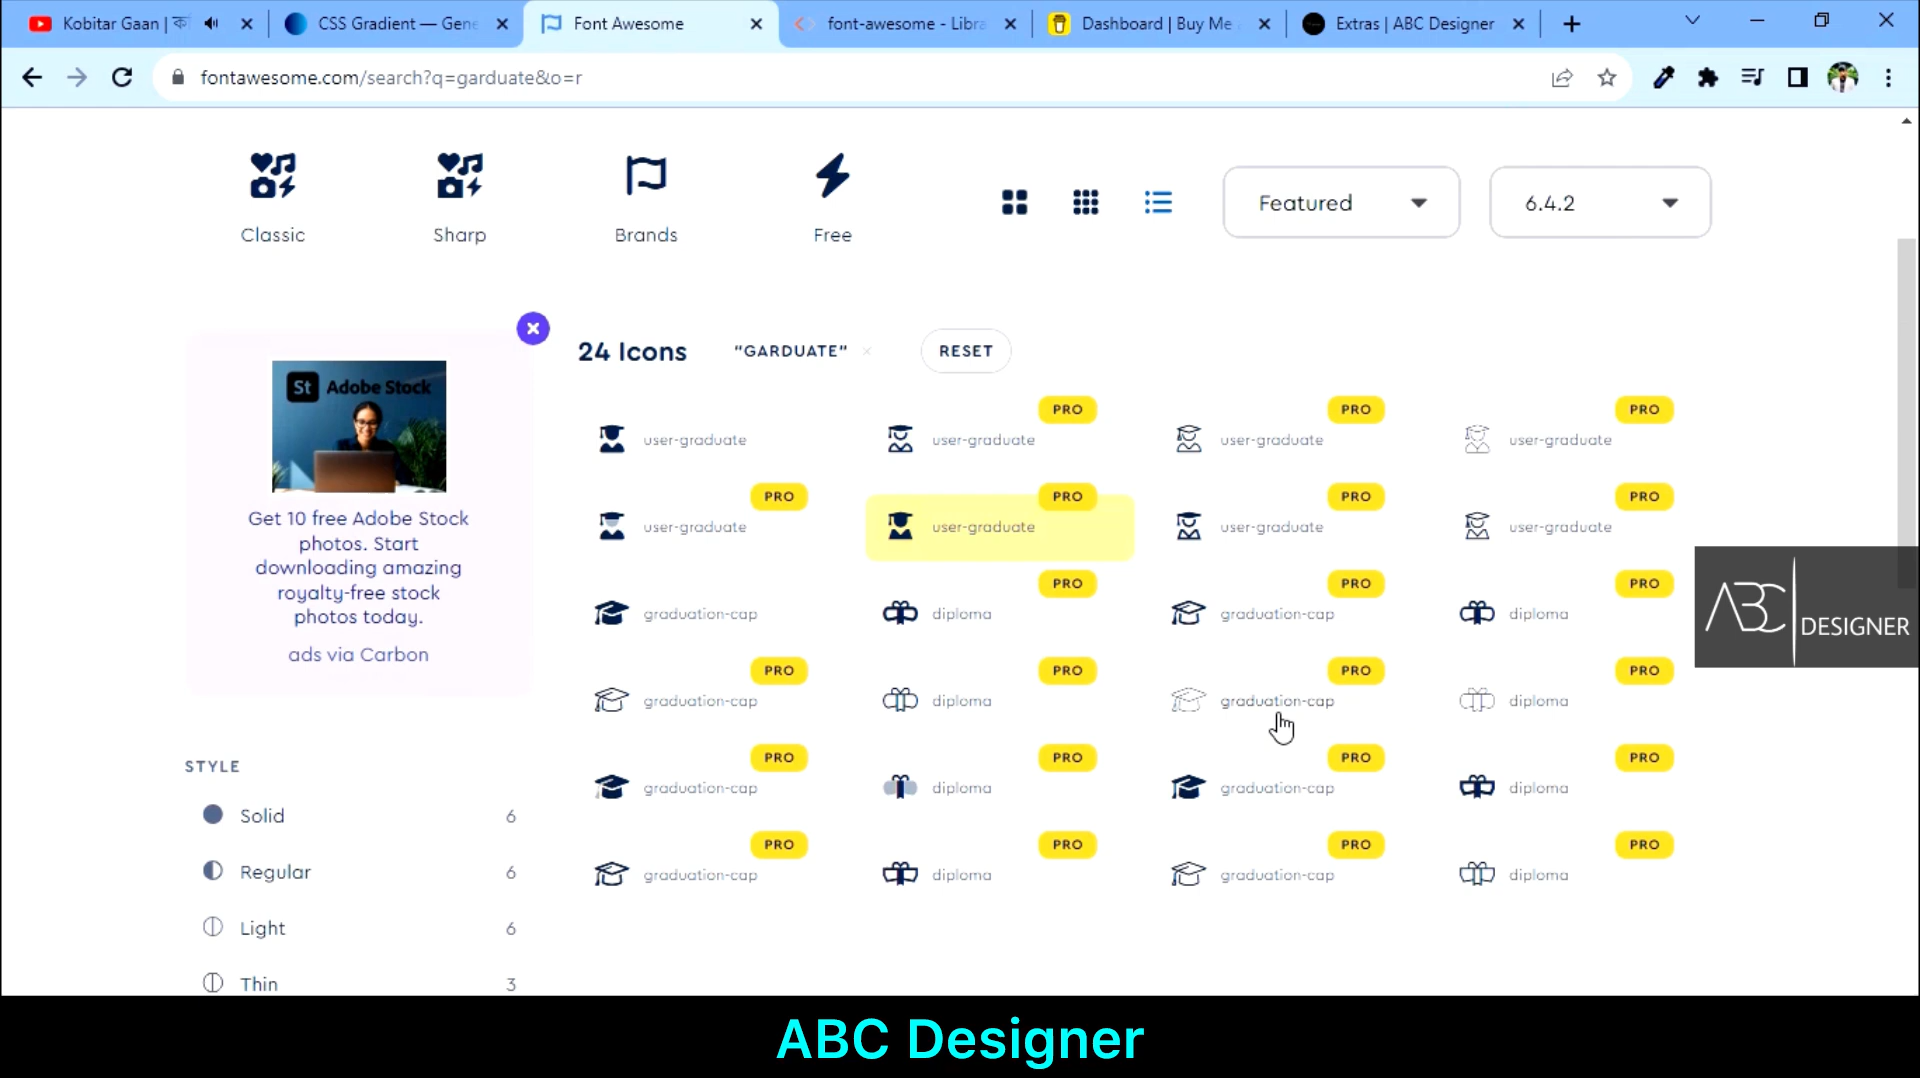 Kobitar Gaan | ক
CSS Gradient — Gene
Font Awesome
font-awesome - Libra
Dashboard | Buy Me a
Extras | ABC Designer
fontawesome.com/search?q=garduate&o=r
Classic
Sharp
Brands
Free
Featured
6.4.2
24 Icons
"GARDUATE"
RESET
St Adobe Stock
Get 10 free Adobe Stock
photos. Start
downloading amazing
royalty-free stock
photos today.
ads via Carbon
STYLE
Solid 6
Regular 6
Light 6
Thin 3
PRO PRO PRO
user-graduate user-graduate user-graduate user-graduate
PRO PRO PRO PRO
user-graduate user-graduate user-graduate user-graduate
PRO PRO PRO
graduation-cap diploma graduation-cap diploma
PRO PRO PRO PRO
graduation-cap diploma graduation-cap diploma
PRO PRO PRO PRO
graduation-cap diploma graduation-cap diploma
PRO PRO PRO PRO
graduation-cap diploma graduation-cap diploma
ABC DESIGNER
ABC Designer